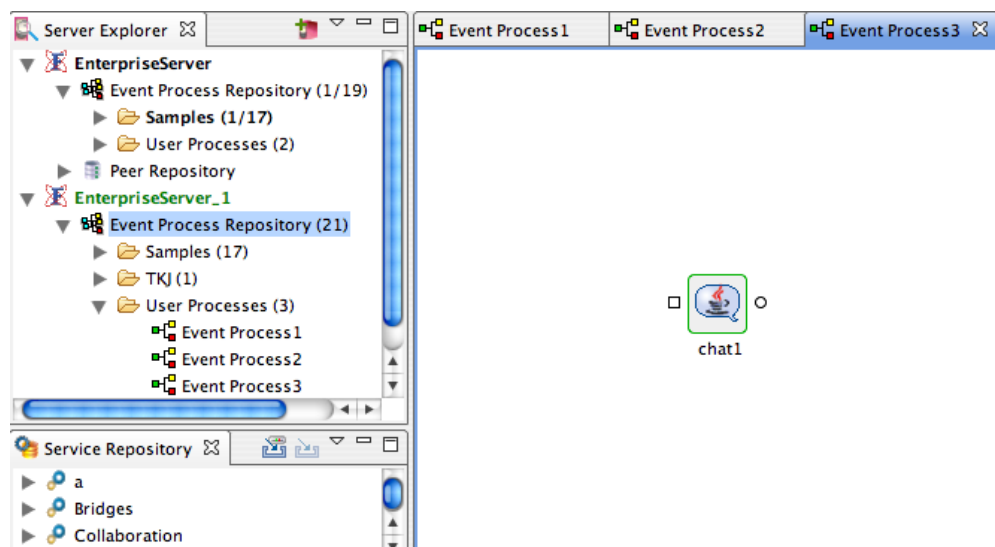 Server Explorer
EnterpriseServer
Event Process Repository (1/19)
Samples (1/17)
User Processes (2)
Peer Repository
EnterpriseServer_1
Event Process Repository (21)
Samples (17)
TKJ (1)
User Processes (3)
Event Process1
Event Process2
Event Process3
Service Repository
a
Bridges
Collaboration
Event Process1
Event Process2
Event Process3
chat1